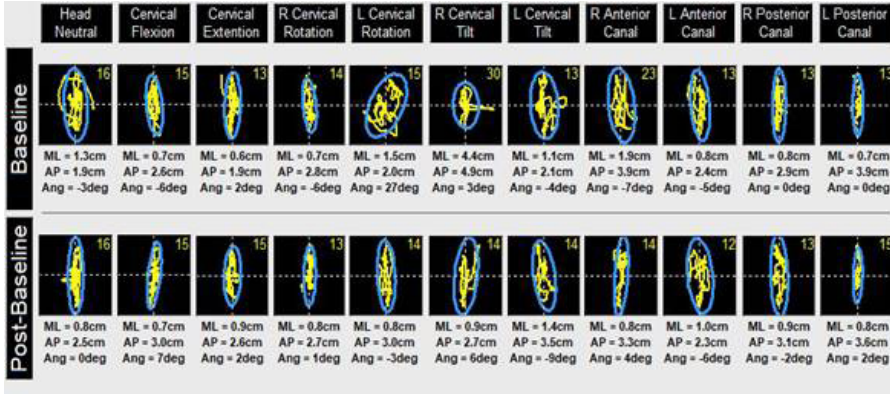 Head Neutral
Cervical Flexion
Cervical Extention
R Cervical Rotation
L Cervical Rotation
R Cervical Tilt
L Cervical Tilt
R Anterior Canal
L Anterior Canal
R Posterior Canal
L Posterior Canal
Baseline
16 15 13 14 15 30 13 23 13 13 13
ML = 1.3cm ML = 0.7cm ML = 0.6cm ML = 0.7cm ML = 1.5cm ML = 4.4cm ML = 1.1cm ML = 1.9cm ML = 0.8cm ML = 0.8cm ML = 0.7cm
AP = 1.9cm AP = 2.6cm AP = 1.9cm AP = 2.8cm AP = 2.0cm AP = 4.9cm AP = 2.1cm AP = 3.9cm AP = 2.4cm AP = 2.9cm AP = 3.9cm
Ang = -3deg Ang = -6deg Ang = 2deg Ang = -6deg Ang = 27deg Ang = 3deg Ang = -4deg Ang = -7deg Ang = -5deg Ang = 0deg Ang = 0deg
Post-Baseline
16 15 15 13 14 14 14 14 12 13 15
ML = 0.8cm ML = 0.7cm ML = 0.9cm ML = 0.8cm ML = 0.8cm ML = 0.9cm ML = 1.4cm ML = 0.8cm ML = 1.0cm ML = 0.9cm ML = 0.8cm
AP = 2.5cm AP = 3.0cm AP = 2.6cm AP = 2.7cm AP = 3.0cm AP = 2.7cm AP = 3.5cm AP = 3.3cm AP = 2.3cm AP = 3.1cm AP = 3.6cm
Ang = 0deg Ang = 7deg Ang = 2deg Ang = 1deg Ang = -3deg Ang = 6deg Ang = -9deg Ang = 4deg Ang = -6deg Ang = -2deg Ang = 2deg